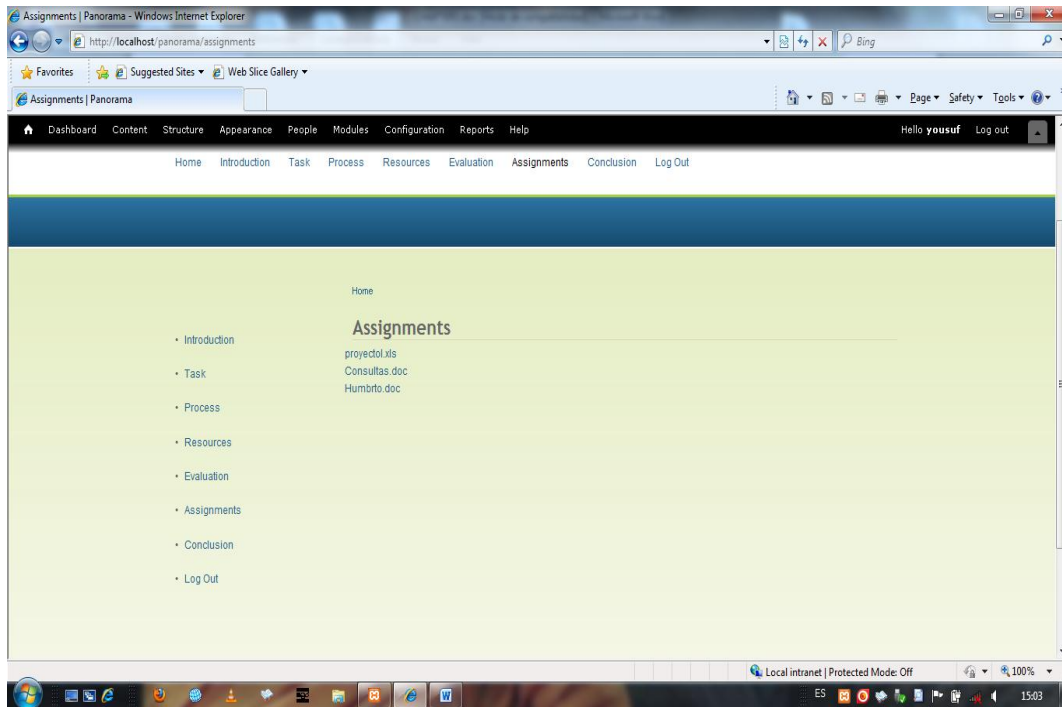 Assignments | Panorama - Windows Internet Explorer
http://localhost/panorama/assignments
Bing
Favorites Suggested Sites Web Slice Gallery
Assignments | Panorama
Page Safety Tools
Dashboard Content Structure Appearance People Modules Configuration Reports Help Hello yousuf Log out
Home Introduction Task Process Resources Evaluation Assignments Conclusion Log Out
Home
Assignments
proyectol.xls
Consultas.doc
Humbrto.doc
• Introduction
• Task
• Process
• Resources
• Evaluation
• Assignments
• Conclusion
• Log Out
Local intranet | Protected Mode: Off 100%
ES 15:03